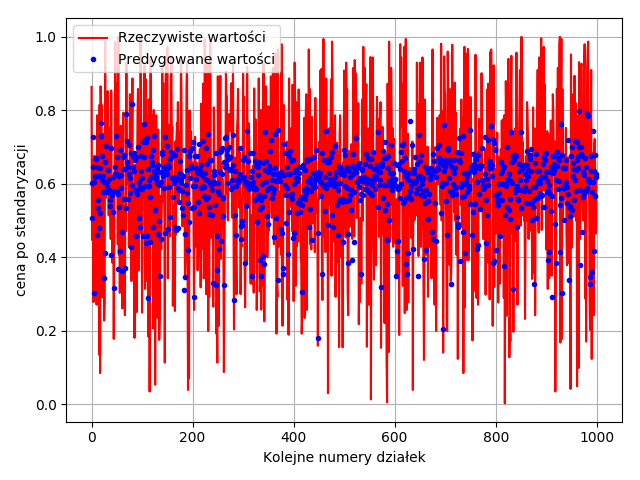 Rzeczywiste wartości
Predygowane wartości
1.0
0.8
0.6
0.4
0.2
0.0
cena po standaryzacji
0 200 400 600 800 1000
Kolejne numery działek